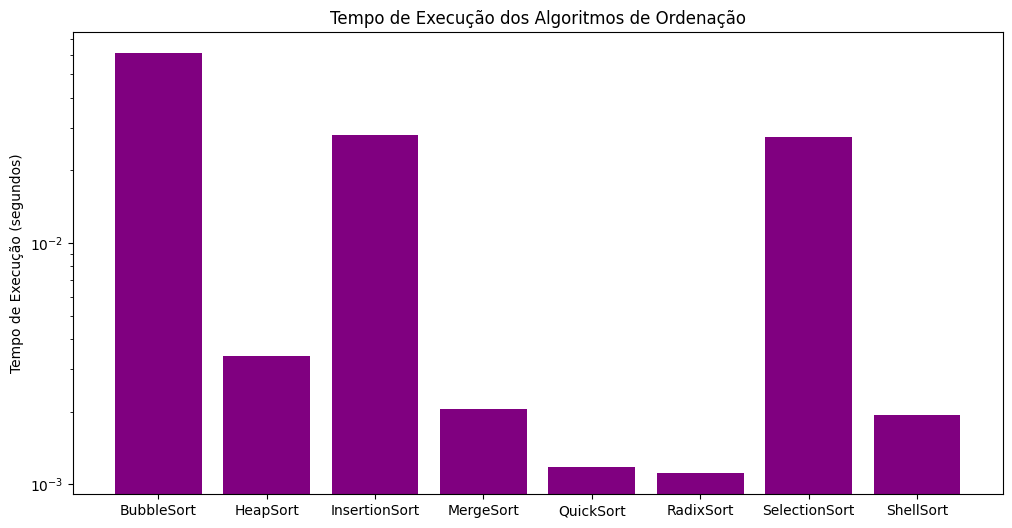 Tempo de Execução dos Algoritmos de Ordenação
Tempo de Execução (segundos)
10⁻²
10⁻³
BubbleSort HeapSort InsertionSort MergeSort QuickSort RadixSort SelectionSort ShellSort